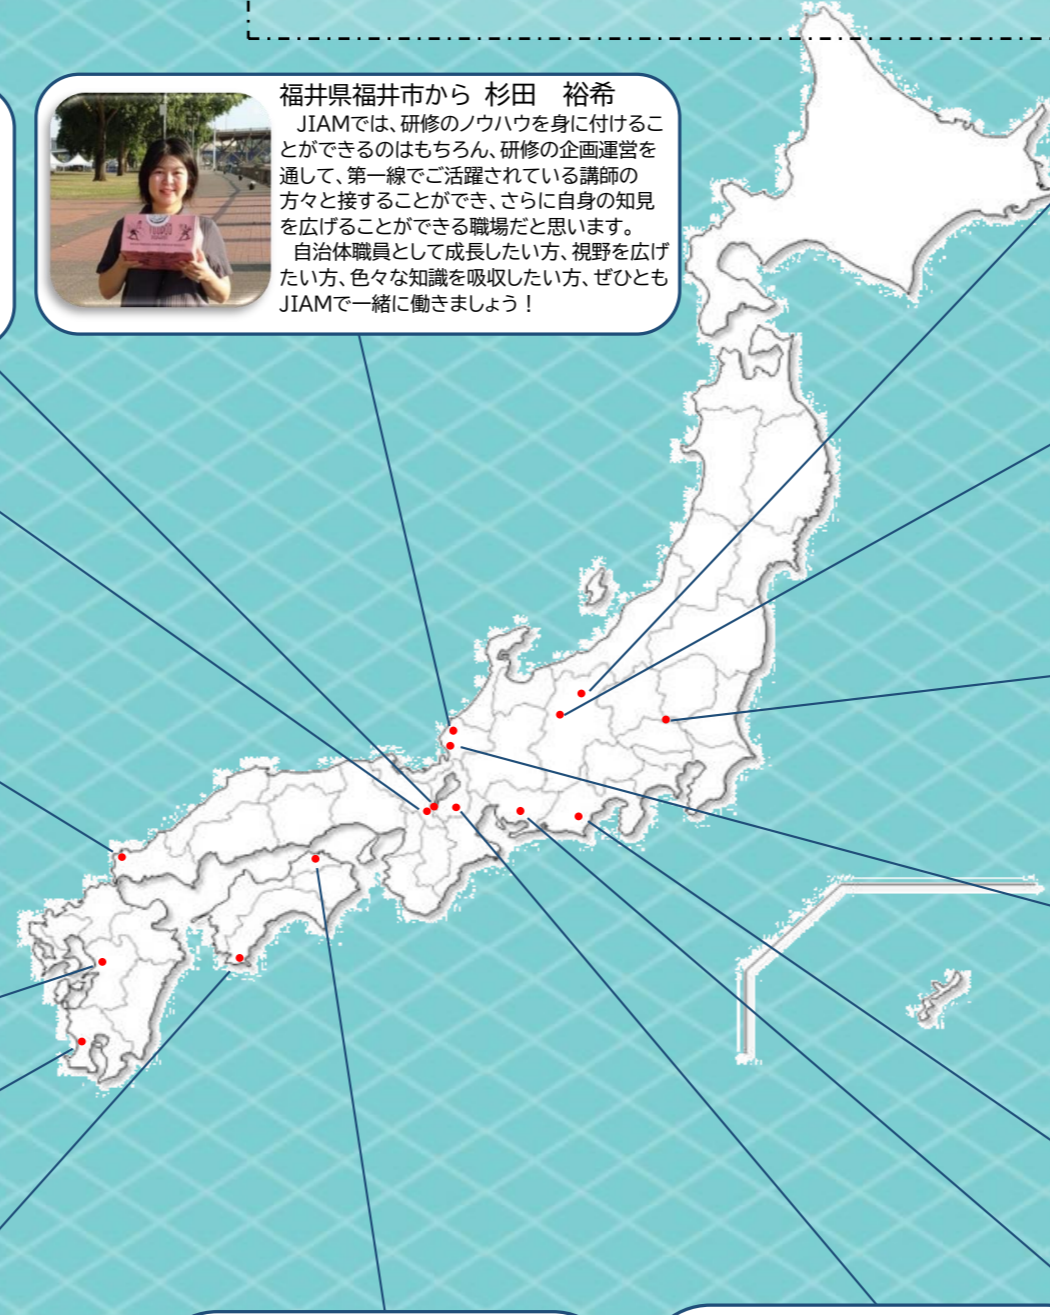 福井県福井市から 杉田　裕希
　JIAMでは、研修のノウハウを身に付けるこ
とができるのはもちろん、研修の企画運営を
通して、第一線でご活躍されている講師の
方々と接することができ、さらに自身の知見
を広げることができる職場だと思います。
　自治体職員として成長したい方、視野を広げ
たい方、色々な知識を吸収したい方、ぜひとも
JIAMで一緒に働きましょう！